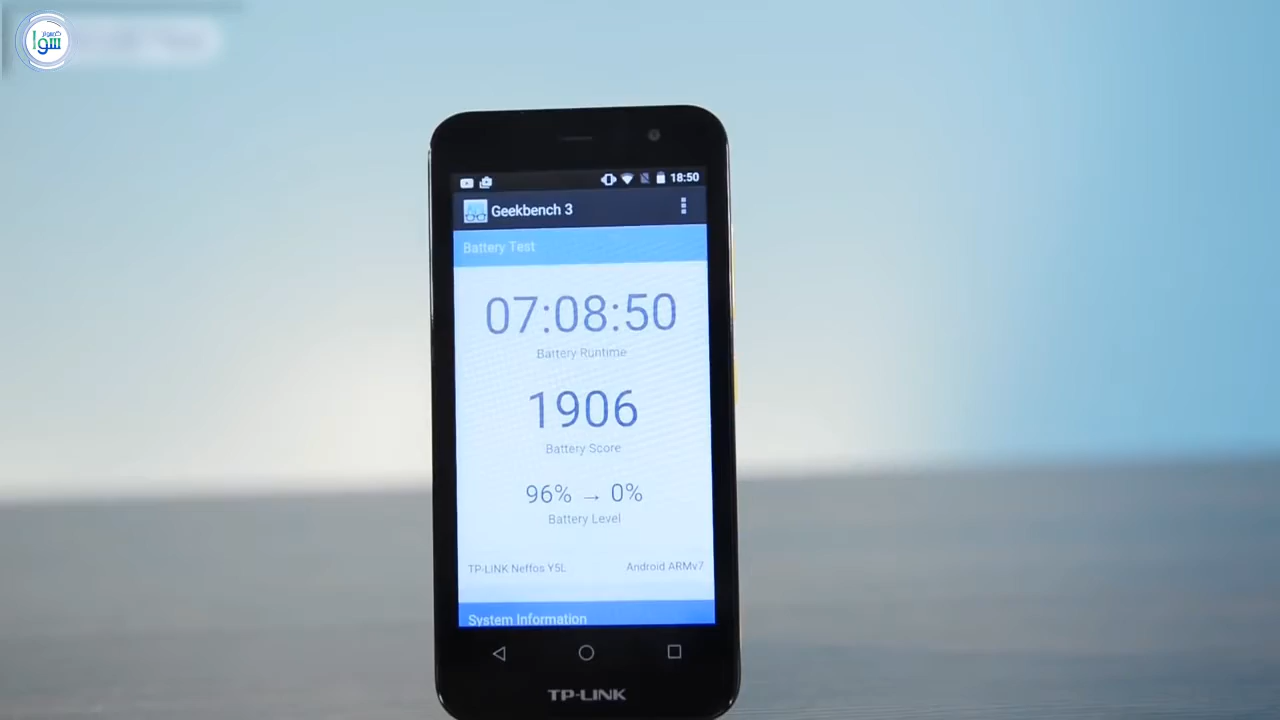 سوا
18:50
Geekbench 3
Battery Test
07:08:50
Battery Runtime
1906
Battery Score
96% → 0%
Battery Level
TP-LINK Neffos Y5L Android ARMv7
System Information
TP-LINK